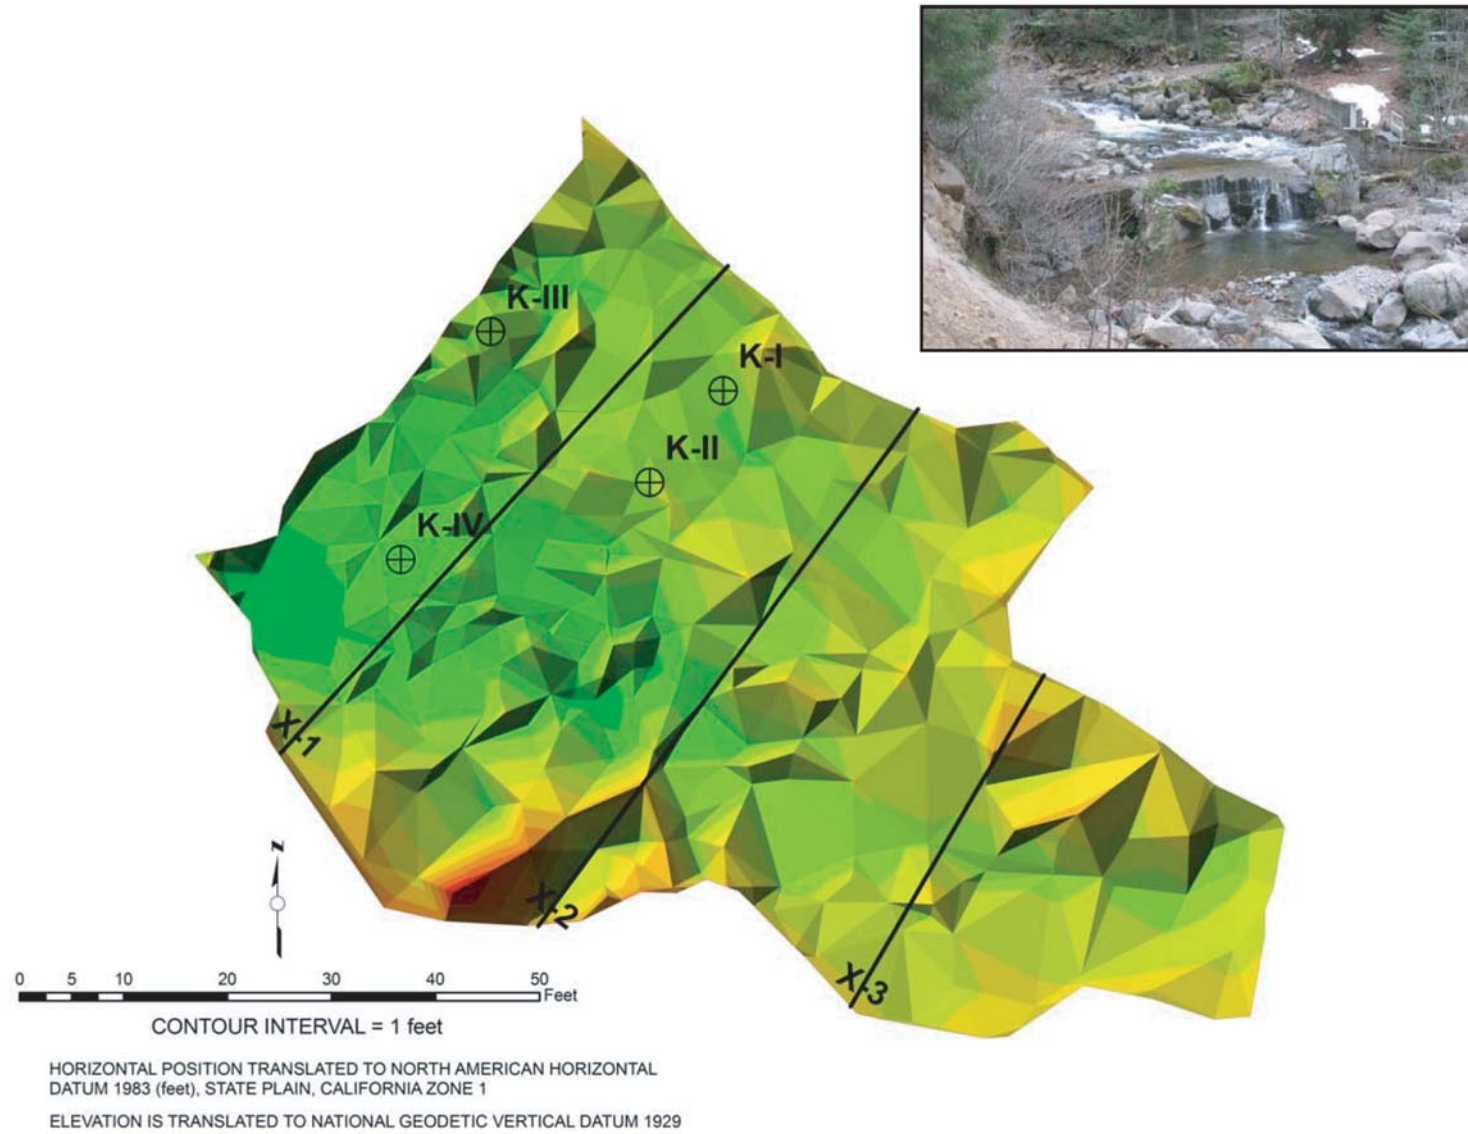 K-III
K-I
K-II
K-IV
X-1
X-2
X-3
z
0 5 10 20 30 40 50
Feet
CONTOUR INTERVAL = 1 feet
HORIZONTAL POSITION TRANSLATED TO NORTH AMERICAN HORIZONTAL
DATUM 1983 (feet), STATE PLAIN, CALIFORNIA ZONE 1
ELEVATION IS TRANSLATED TO NATIONAL GEODETIC VERTICAL DATUM 1929